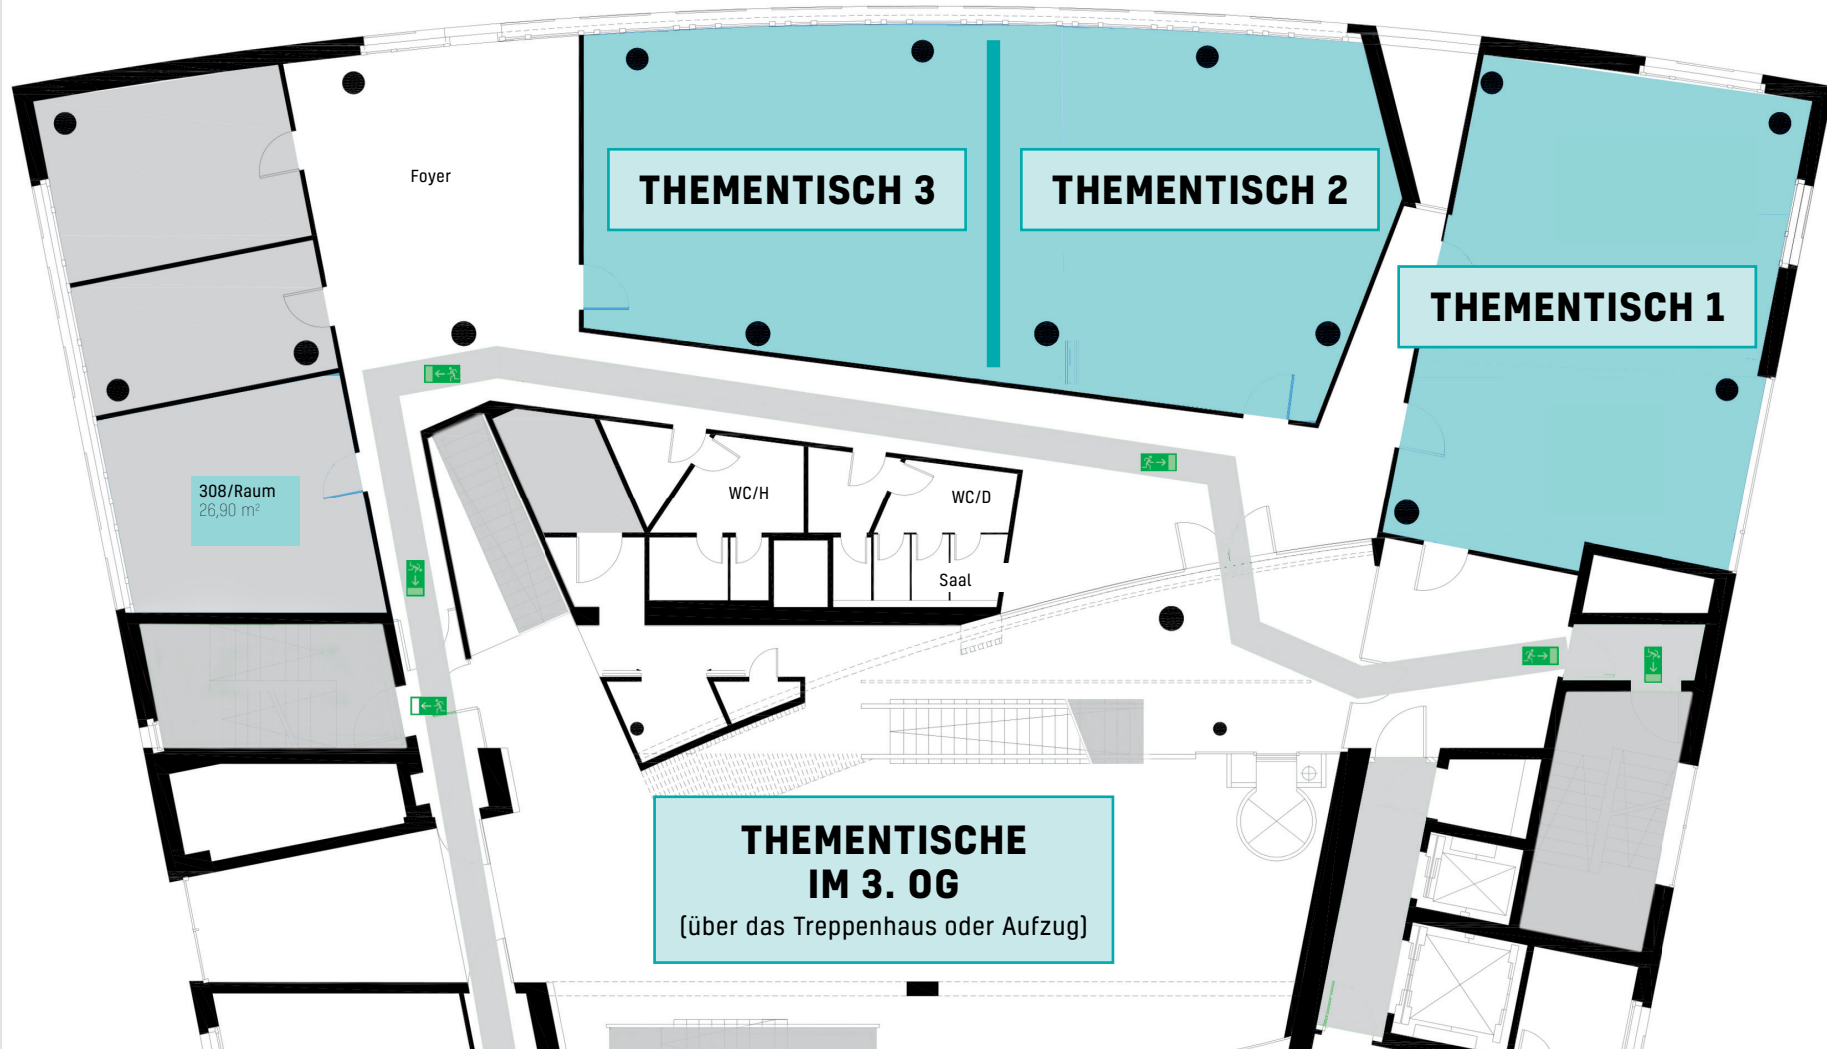 Foyer
THEMENTISCH 3
THEMENTISCH 2
THEMENTISCH 1
308/Raum
26,90 m²
WC/H
WC/D
Saal
THEMENTISCHE
IM 3. OG
(über das Treppenhaus oder Aufzug)